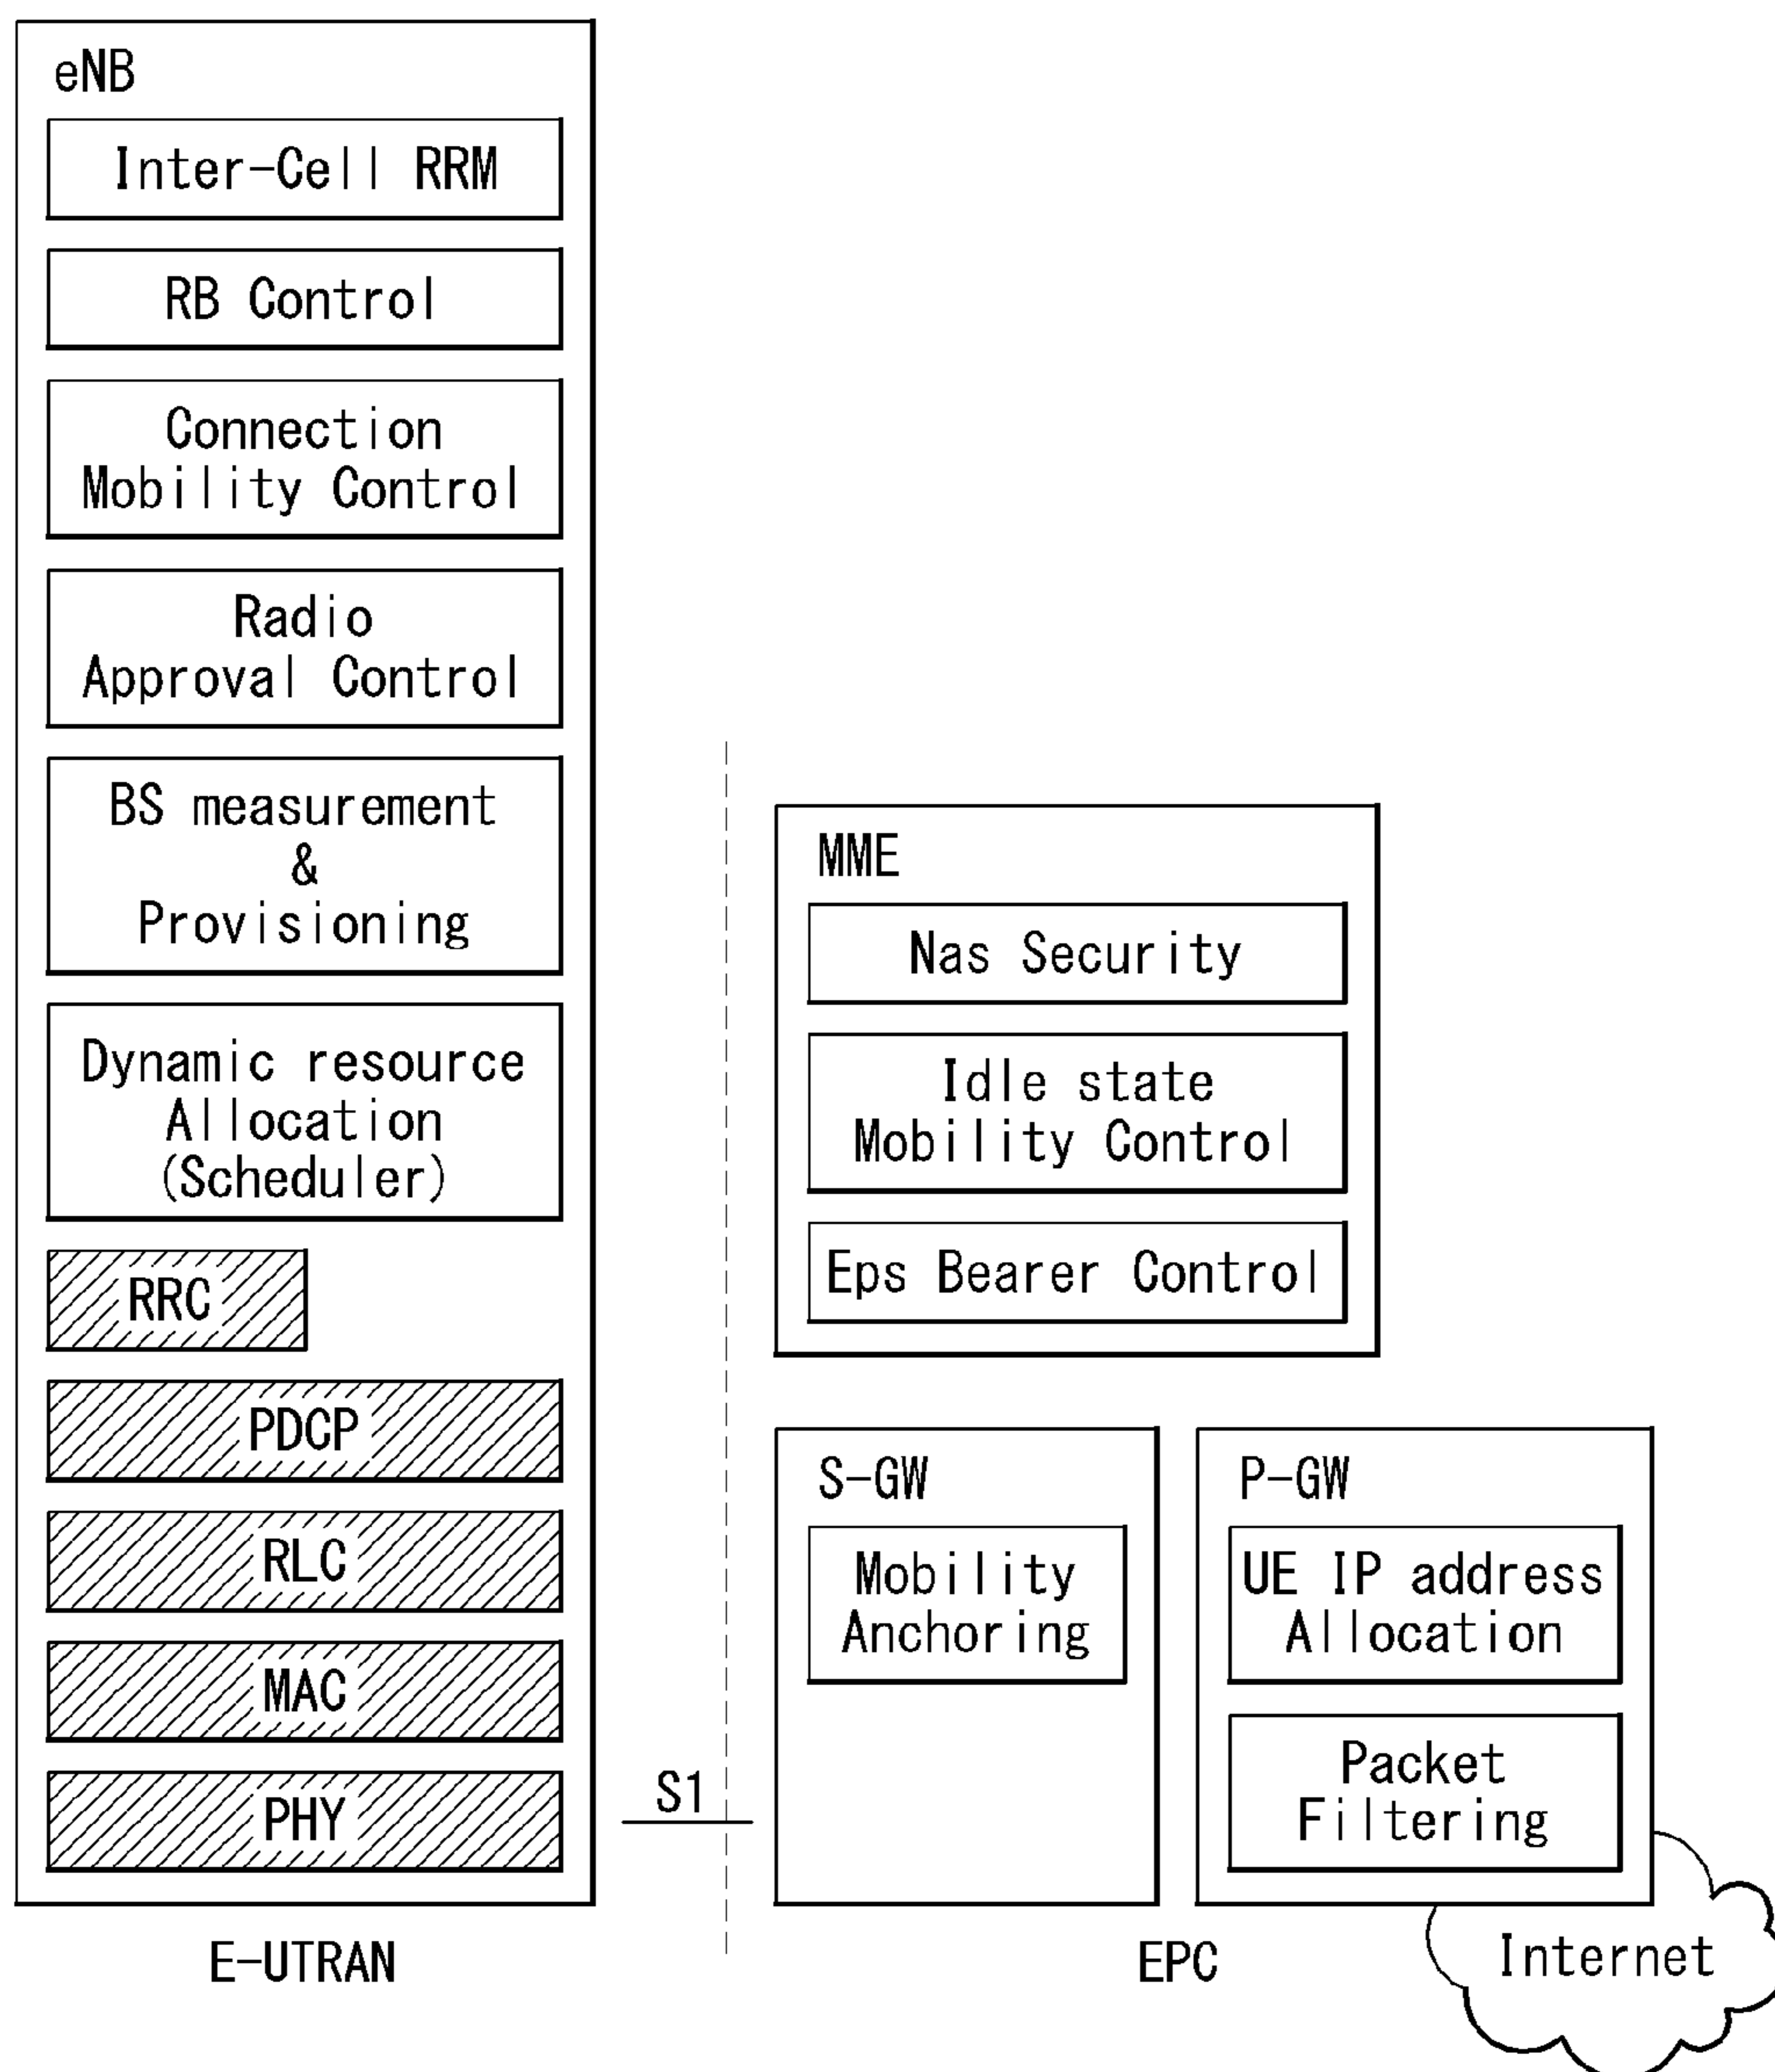 eNB
Inter-Cell RRM
RB Control
Connection
Mobility Control
Radio
Approval Control
BS measurement
&
Provisioning
Dynamic resource
Allocation
(Scheduler)
RRC
PDCP
RLC
MAC
PHY
E-UTRAN
S1
MME
Nas Security
Idle state
Mobility Control
Eps Bearer Control
S-GW
Mobility
Anchoring
P-GW
UE IP address
Allocation
Packet
Filtering
EPC
Internet